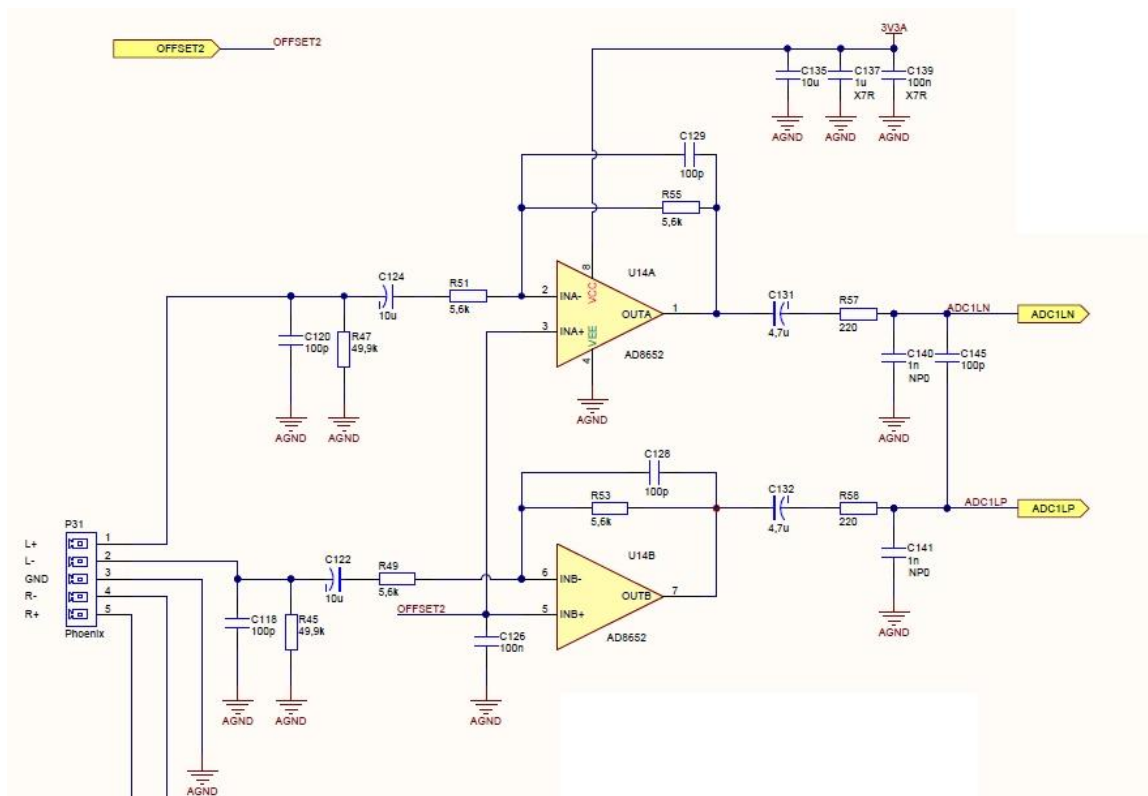 OFFSET2
OFFSET2
3V3A
C135
10u
C137
1u
X7R
C139
100n
X7R
AGND
AGND
AGND
C129
100p
R55
5,6k
U14A
8
VCC
C124
10u
R51
5,6k
2
INA-
3
INA+
OUTA
1
VEE
4
AD8652
AGND
C131
4,7u
R57
220
ADC1LN
ADC1LN
C120
100p
R47
49,9k
AGND
AGND
C140
1n
NP0
C145
100p
AGND
C128
100p
R53
5,6k
U14B
C132
4,7u
R58
220
ADC1LP
ADC1LP
P31
L+
1
L-
2
GND
3
R-
4
R+
5
Phoenix
C122
10u
R49
5,6k
6
INB-
OUTB
7
OFFSET2
5
INB+
AD8652
C141
1n
NP0
AGND
C118
100p
R45
49,9k
C126
100n
AGND
AGND
AGND
AGND